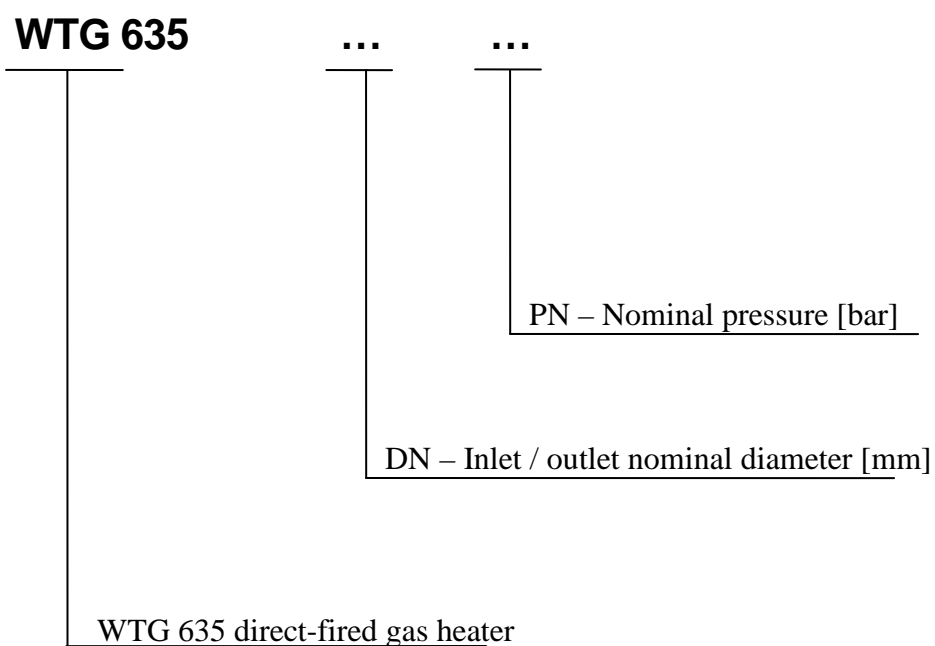 WTG 635 ... ...
PN – Nominal pressure [bar]
DN – Inlet / outlet nominal diameter [mm]
WTG 635 direct-fired gas heater